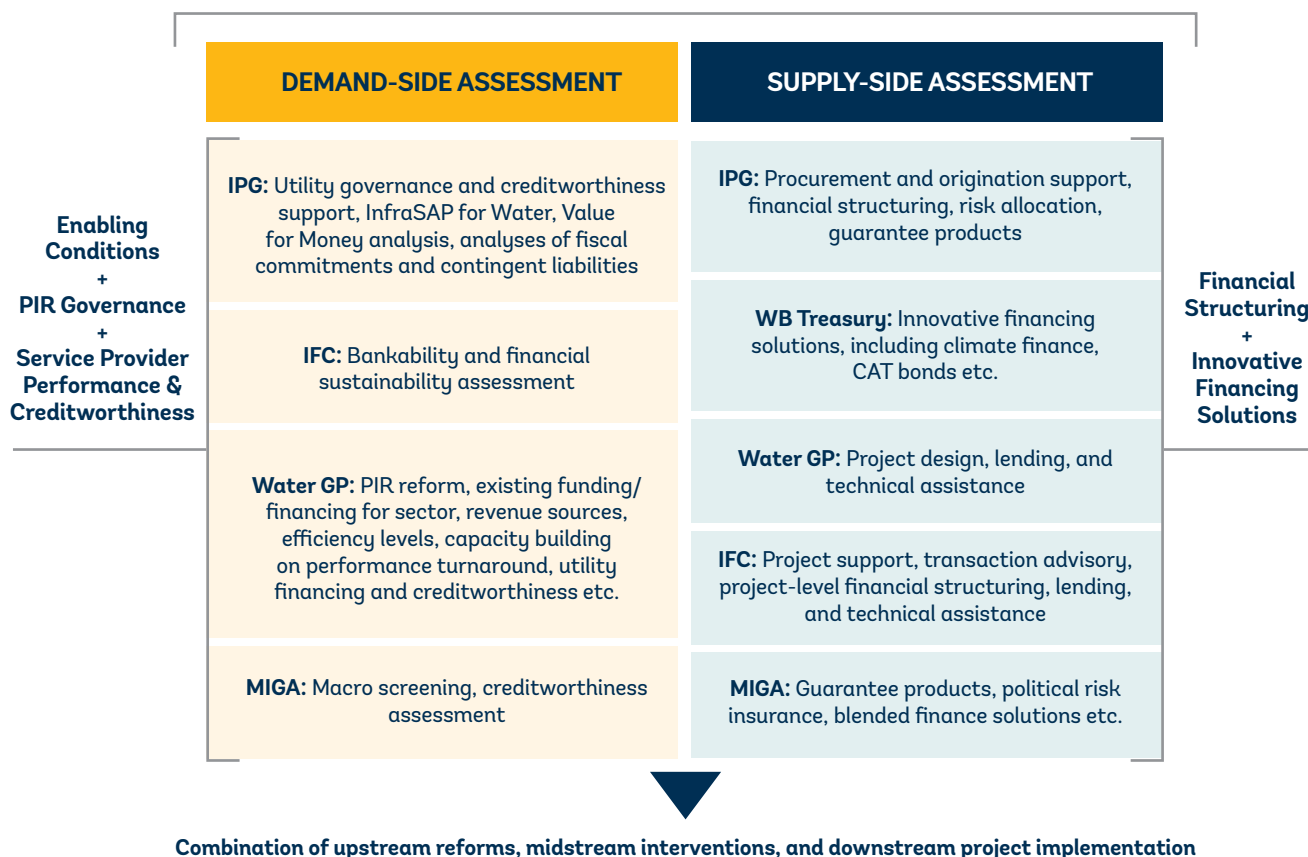 DEMAND-SIDE ASSESSMENT
SUPPLY-SIDE ASSESSMENT
Enabling
Conditions
+
PIR Governance
+
Service Provider
Performance &
Creditworthiness
IPG: Utility governance and creditworthiness
support, InfraSAP for Water, Value
for Money analysis, analyses of fiscal
commitments and contingent liabilities
IFC: Bankability and financial
sustainability assessment
Water GP: PIR reform, existing funding/
financing for sector, revenue sources,
efficiency levels, capacity building
on performance turnaround, utility
financing and creditworthiness etc.
MIGA: Macro screening, creditworthiness
assessment
IPG: Procurement and origination support,
financial structuring, risk allocation,
guarantee products
WB Treasury: Innovative financing
solutions, including climate finance,
CAT bonds etc.
Water GP: Project design, lending, and
technical assistance
IFC: Project support, transaction advisory,
project-level financial structuring, lending,
and technical assistance
MIGA: Guarantee products, political risk
insurance, blended finance solutions etc.
Financial
Structuring
+
Innovative
Financing
Solutions
Combination of upstream reforms, midstream interventions, and downstream project implementation